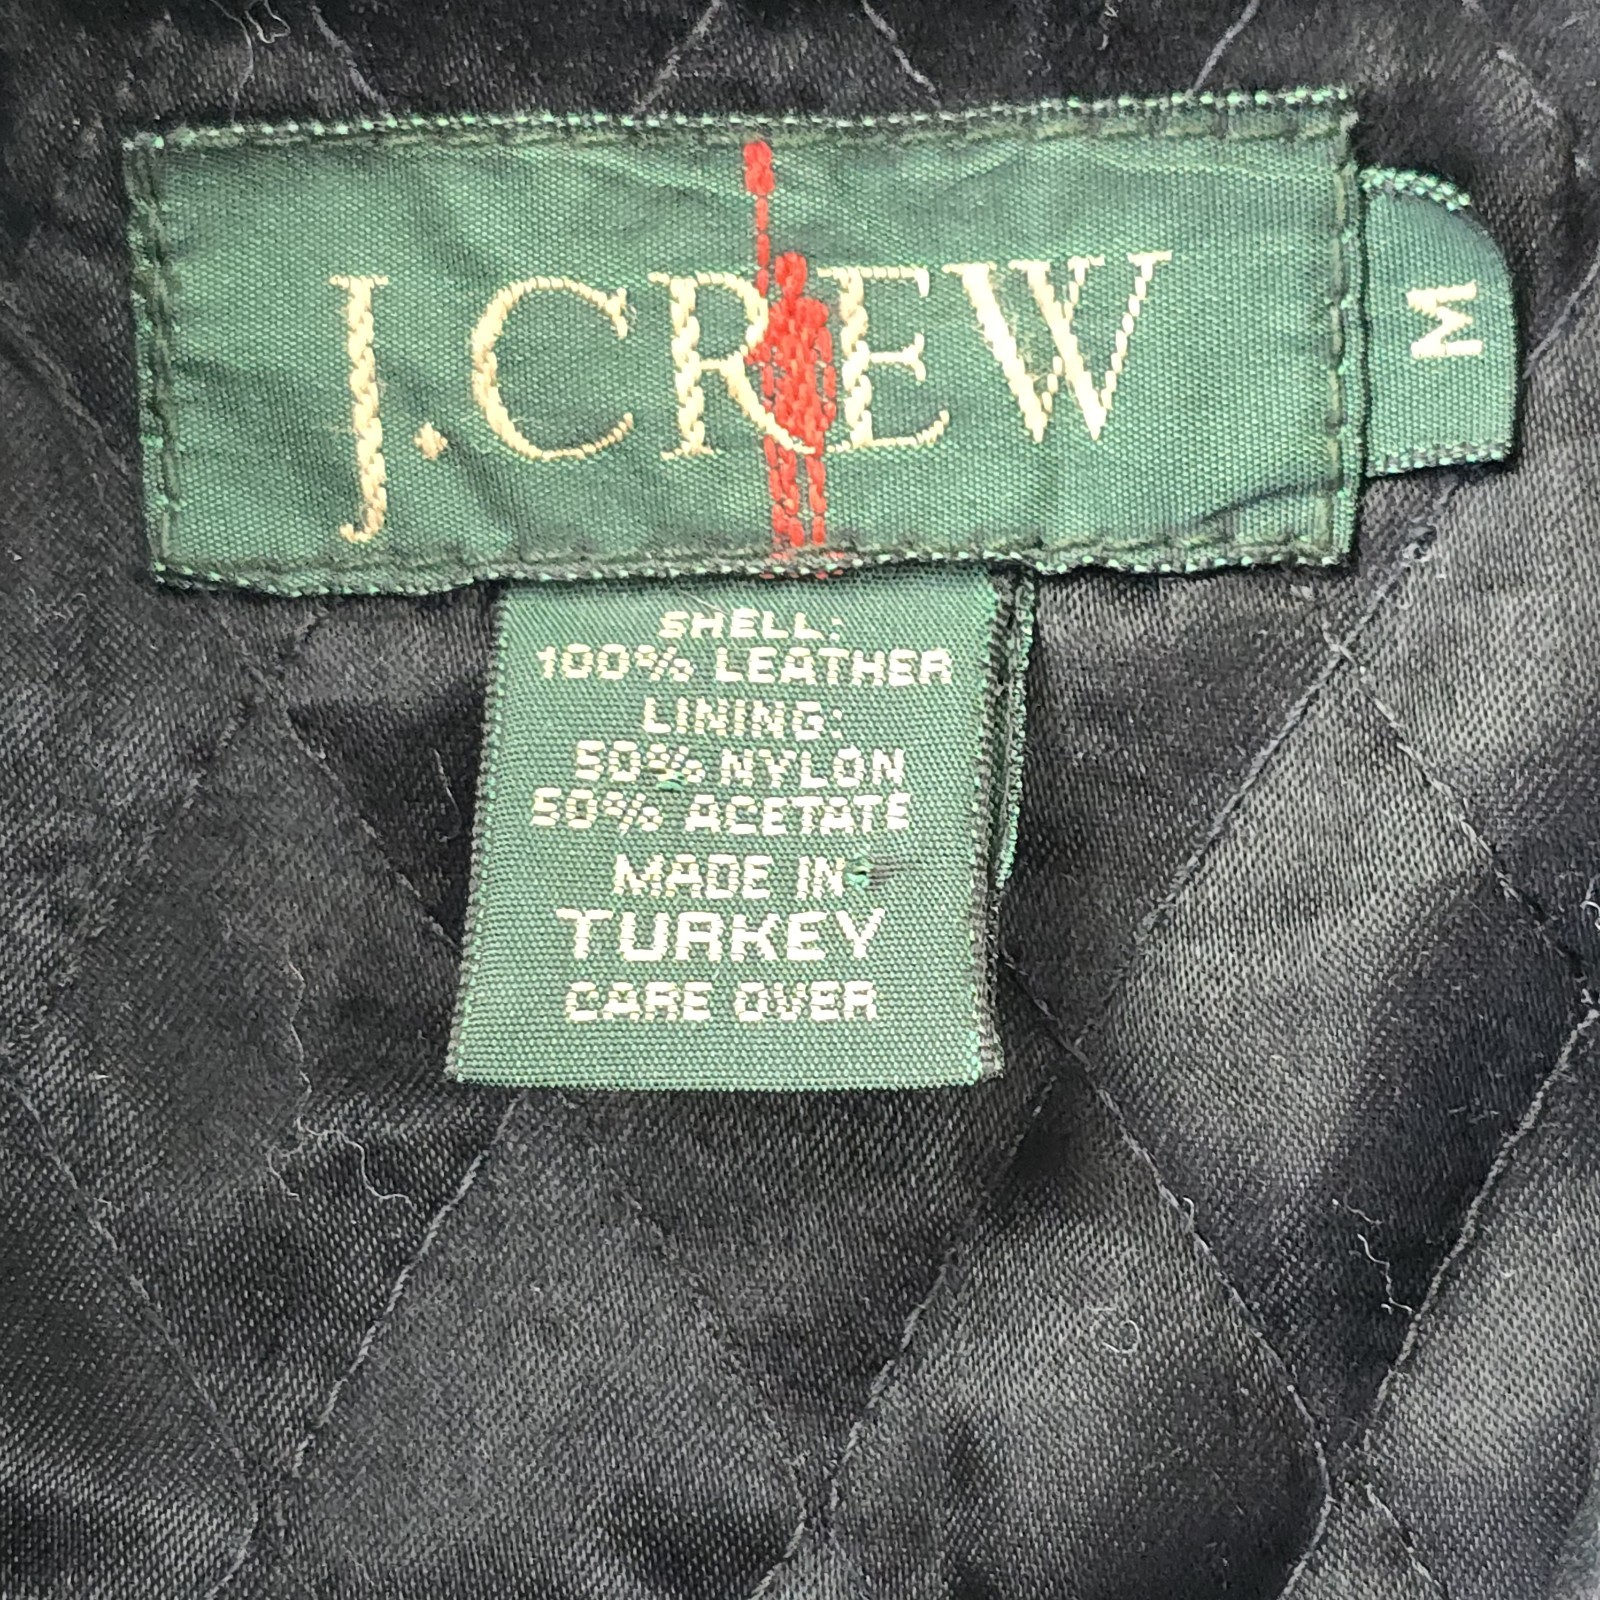 J.CREW
M
SHELL:
100% LEATHER
LINING:
50% NYLON
50% ACETATE
MADE IN
TURKEY
CARE OVER